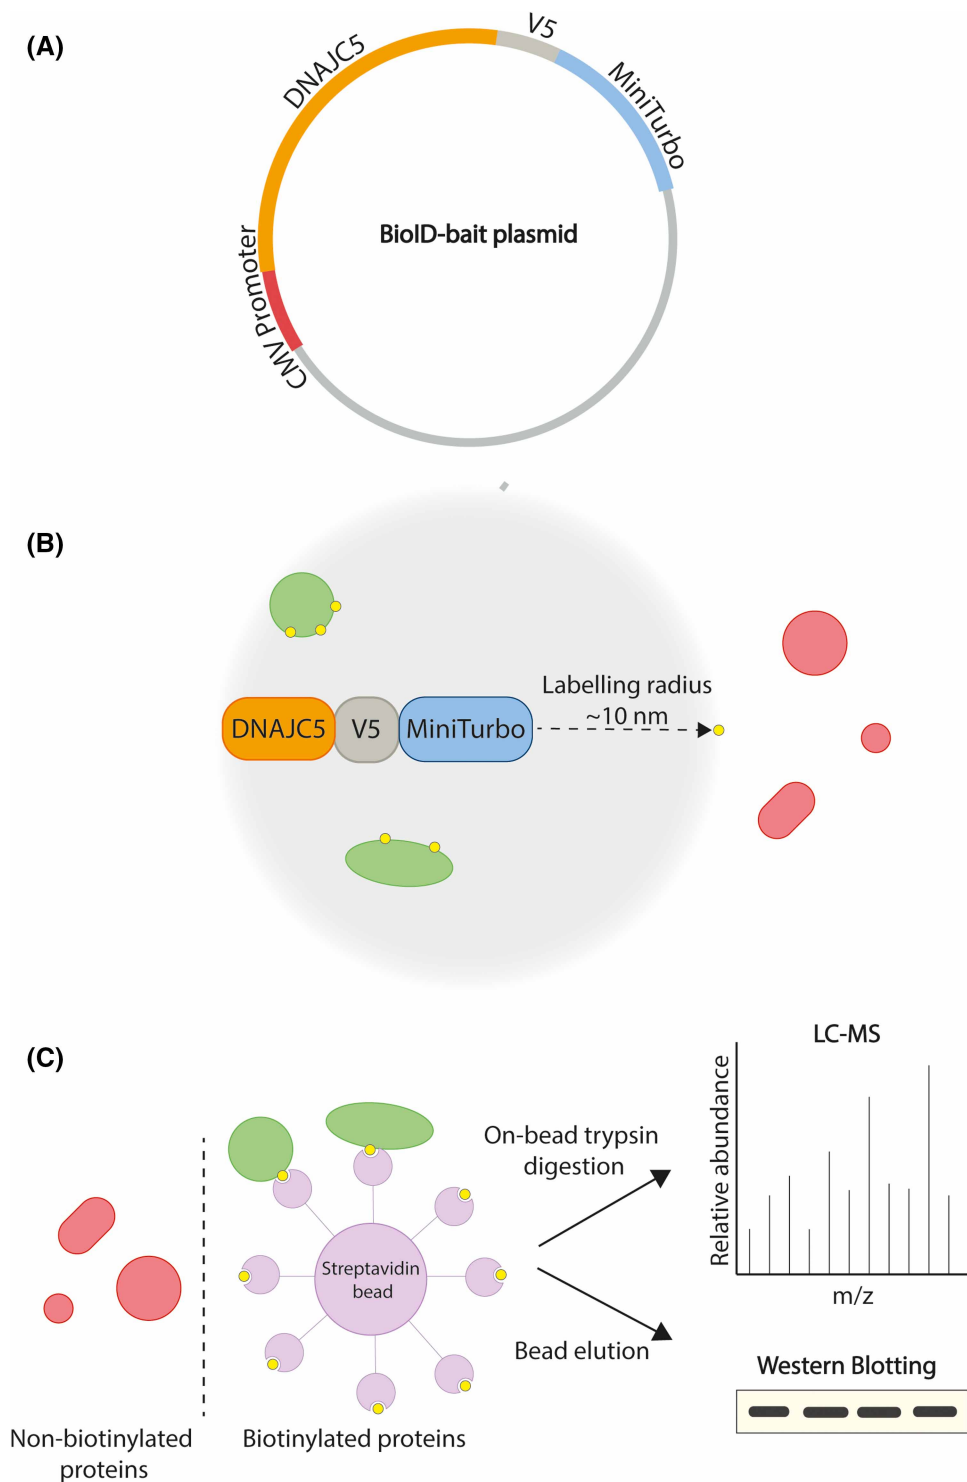 (A)
DNAJC5
V5
MiniTurbo
CMV Promoter
BioID-bait plasmid
(B)
Labelling radius
~10 nm
DNAJC5
V5
MiniTurbo
(C)
LC-MS
Relative abundance
m/z
On-bead trypsin
digestion
Streptavidin
bead
Bead elution
Western Blotting
Non-biotinylated
proteins
Biotinylated proteins